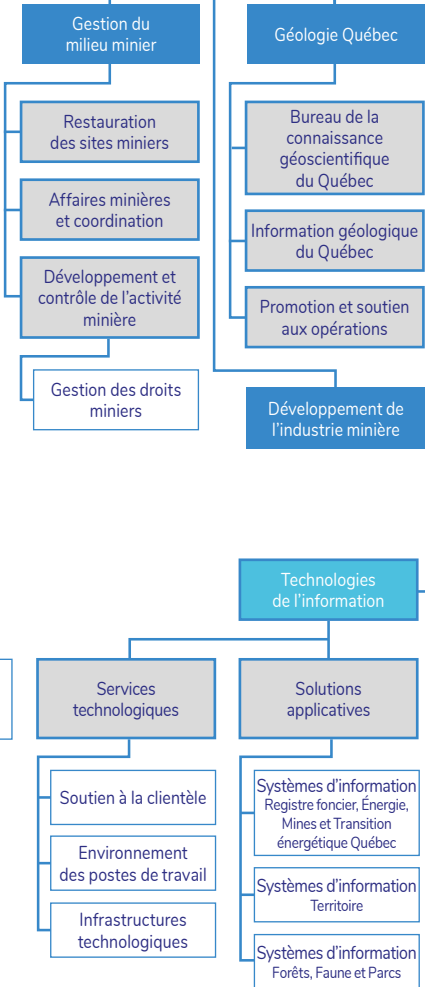 Gestion du
milieu minier
Restauration
des sites miniers
Affaires minières
et coordination
Développement et
contrôle de l'activité
minière
Gestion des droits
miniers
Géologie Québec
Bureau de la
connaissance
géoscientifique
du Québec
Information géologique
du Québec
Promotion et soutien
aux opérations
Développement de
l'industrie minière
Technologies
de l'information
Services
technologiques
Soutien à la clientèle
Environnement
des postes de travail
Infrastructures
technologiques
Solutions
applicatives
Systèmes d'information
Registre foncier, Énergie,
Mines et Transition
énergétique Québec
Systèmes d'information
Territoire
Systèmes d'information
Forêts, Faune et Parcs